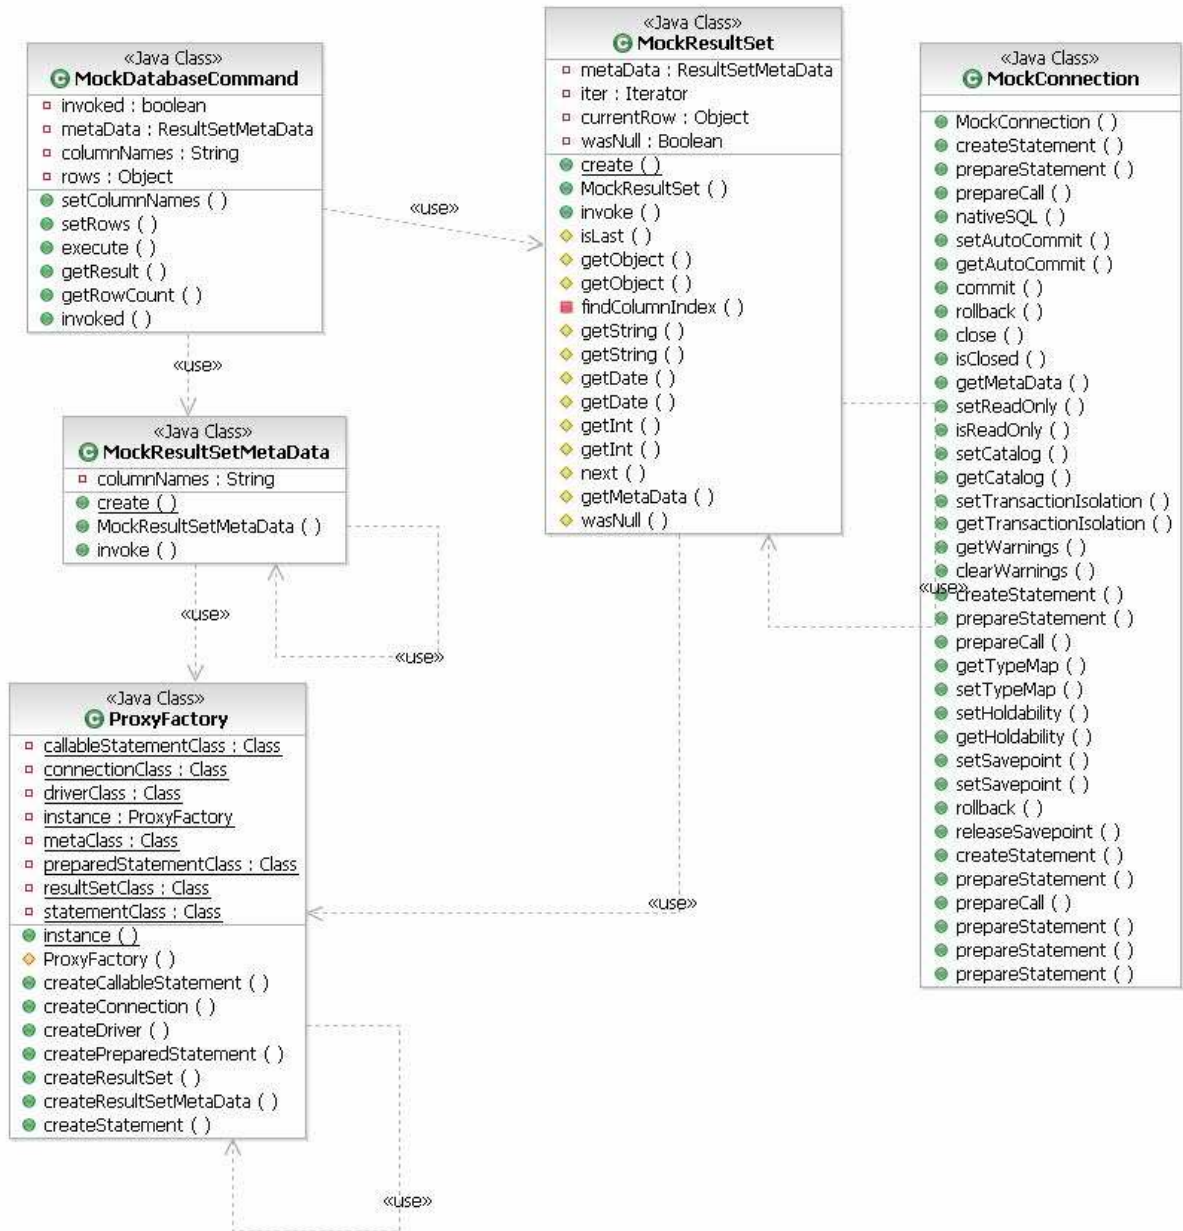 «Java Class»
MockDatabaseCommand
invoked : boolean
metaData : ResultSetMetaData
columnNames : String
rows : Object
setColumnNames ( )
setRows ( )
execute ( )
getResult ( )
getRowCount ( )
invoked ( )
«use»
«use»
«Java Class»
MockResultSetMetaData
columnNames : String
create ( )
MockResultSetMetaData ( )
invoke ( )
«use»
«use»
«Java Class»
ProxyFactory
callableStatementClass : Class
connectionClass : Class
driverClass : Class
instance : ProxyFactory
metaClass : Class
preparedStatementClass : Class
resultSetClass : Class
statementClass : Class
instance ( )
ProxyFactory ( )
createCallableStatement ( )
createConnection ( )
createDriver ( )
createPreparedStatement ( )
createResultSet ( )
createResultSetMetaData ( )
createStatement ( )
«use»
«Java Class»
MockResultSet
metaData : ResultSetMetaData
iter : Iterator
currentRow : Object
wasNull : Boolean
create ( )
MockResultSet ( )
invoke ( )
isLast ( )
getObject ( )
getObject ( )
findColumnIndex ( )
getString ( )
getString ( )
getDate ( )
getDate ( )
getInt ( )
getInt ( )
next ( )
getMetaData ( )
wasNull ( )
«use»
«use»
«Java Class»
MockConnection
MockConnection ( )
createStatement ( )
prepareStatement ( )
prepareCall ( )
nativeSQL ( )
setAutoCommit ( )
getAutoCommit ( )
commit ( )
rollback ( )
close ( )
isClosed ( )
getMetaData ( )
setReadOnly ( )
isReadOnly ( )
setCatalog ( )
getCatalog ( )
setTransactionIsolation ( )
getTransactionIsolation ( )
getWarnings ( )
clearWarnings ( )
createStatement ( )
prepareStatement ( )
prepareCall ( )
getTypeMap ( )
setTypeMap ( )
setHoldability ( )
getHoldability ( )
setSavepoint ( )
setSavepoint ( )
rollback ( )
releaseSavepoint ( )
createStatement ( )
prepareStatement ( )
prepareCall ( )
prepareStatement ( )
prepareStatement ( )
prepareStatement ( )